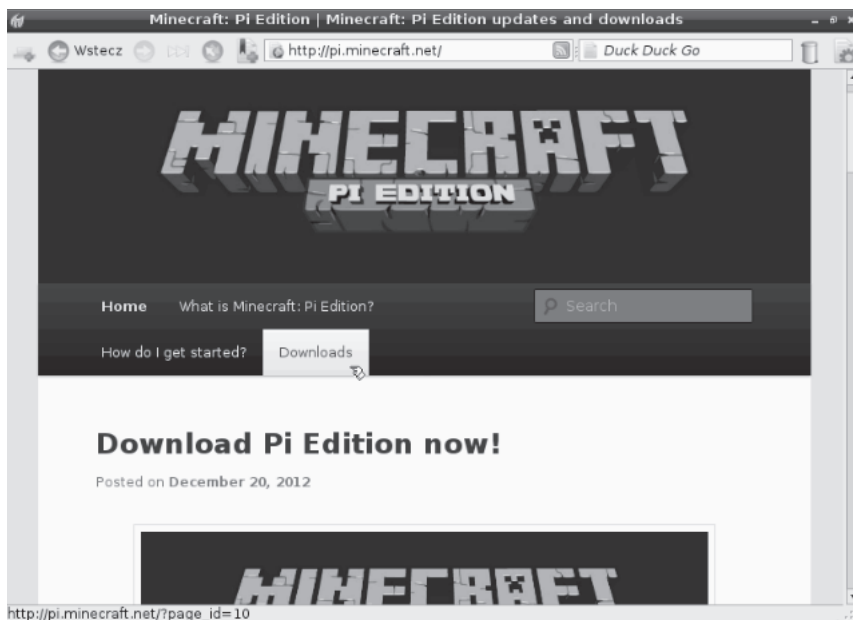 Minecraft: Pi Edition | Minecraft: Pi Edition updates and downloads
Wstecz
http://pi.minecraft.net/
Duck Duck Go
MINECRAFT
PI EDITION
Home
What is Minecraft: Pi Edition?
Search
How do I get started?
Downloads
Download Pi Edition now!
Posted on December 20, 2012
MINECRAFT
http://pi.minecraft.net/?page_id=10